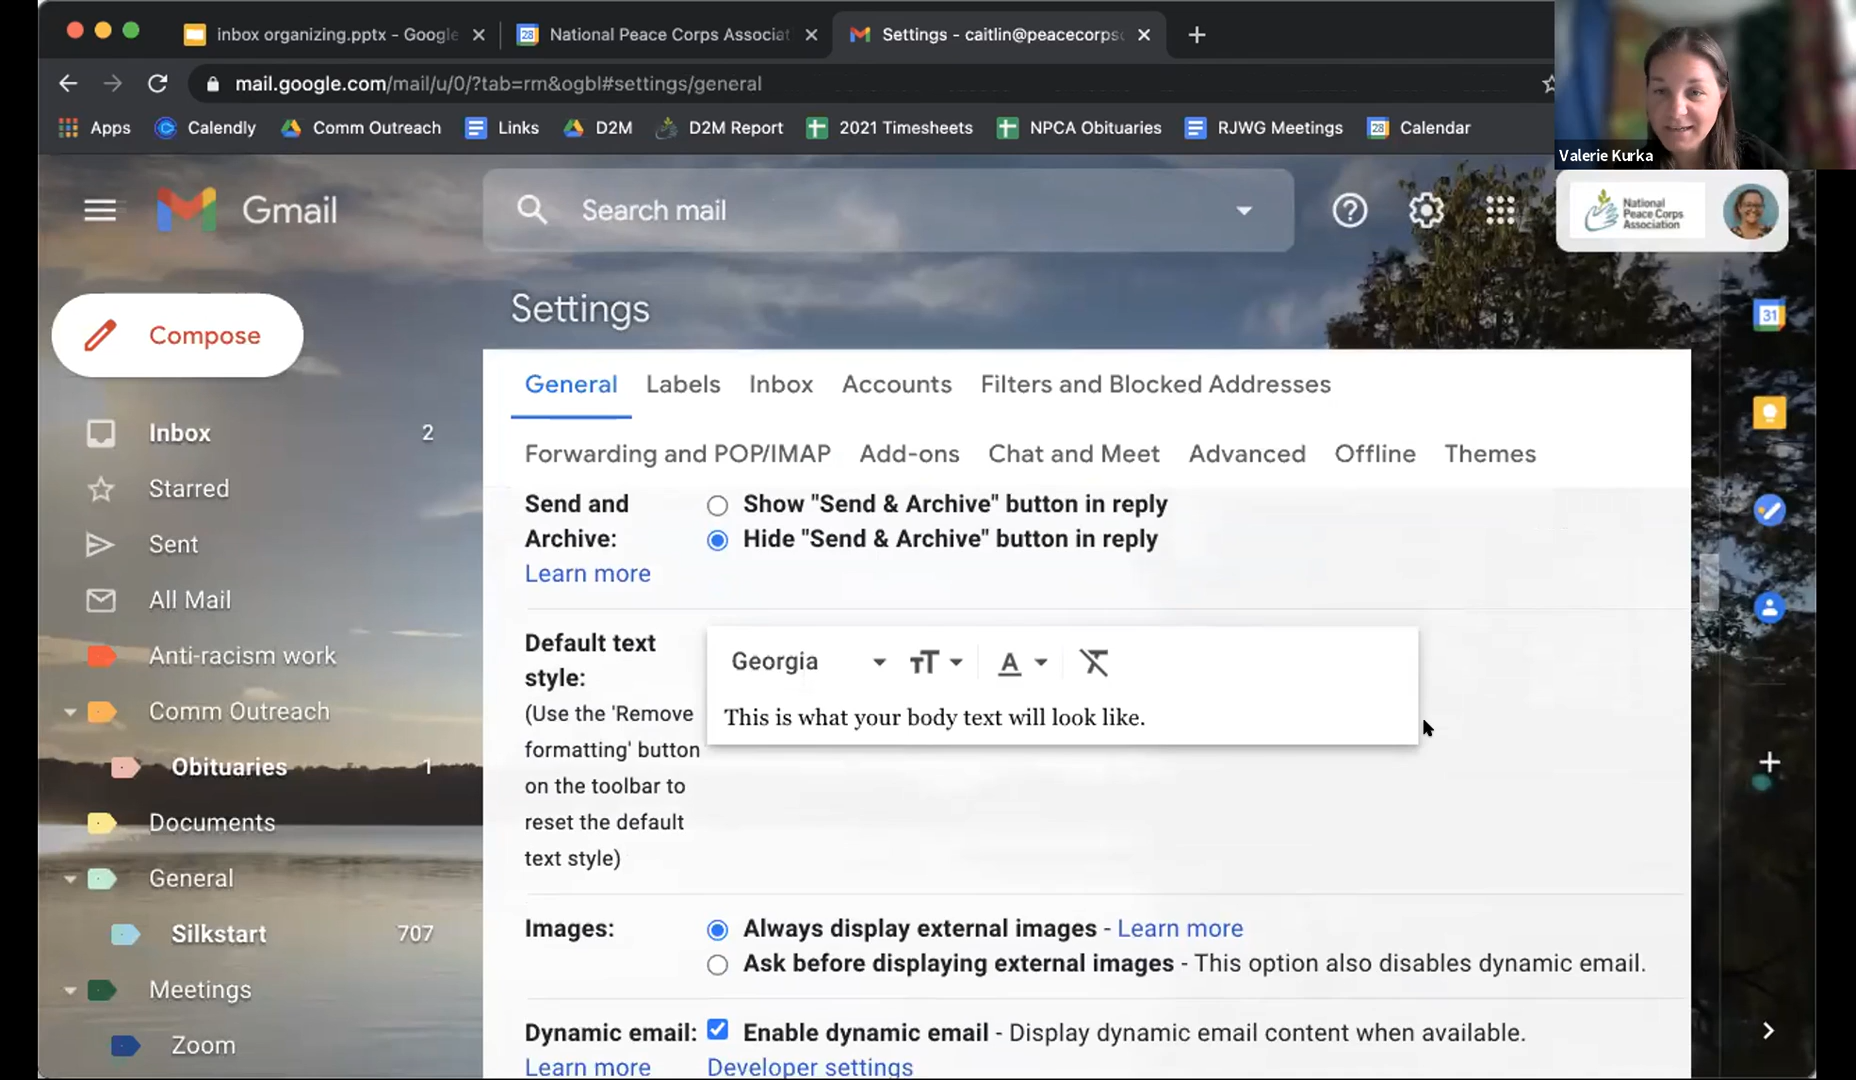 inbox organizing.pptx - Google
National Peace Corps Associat
Settings - caitlin@peacecorps
mail.google.com/mail/u/0/?tab=rm&ogbl#settings/general
Apps
Calendly
Comm Outreach
Links
D2M
D2M Report
2021 Timesheets
NPCA Obituaries
RJWG Meetings
28
Calendar
Valerie Kurka
Gmail
Search mail
National
Peace Corps
Association
Settings
Compose
General Labels Inbox Accounts Filters and Blocked Addresses
Forwarding and POP/IMAP Add-ons Chat and Meet Advanced Offline Themes
Inbox 2
Starred
Sent
All Mail
Anti-racism work
Comm Outreach
Obituaries 1
Documents
General
Silkstart 707
Meetings
Zoom
Send and
Archive:
Learn more
Show "Send & Archive" button in reply
Hide "Send & Archive" button in reply
Default text
style:
(Use the 'Remove
formatting' button
on the toolbar to
reset the default
text style)
Georgia
This is what your body text will look like.
Images:
Always display external images - Learn more
Ask before displaying external images - This option also disables dynamic email.
Dynamic email:
Learn more
Enable dynamic email - Display dynamic email content when available.
Developer settings
31